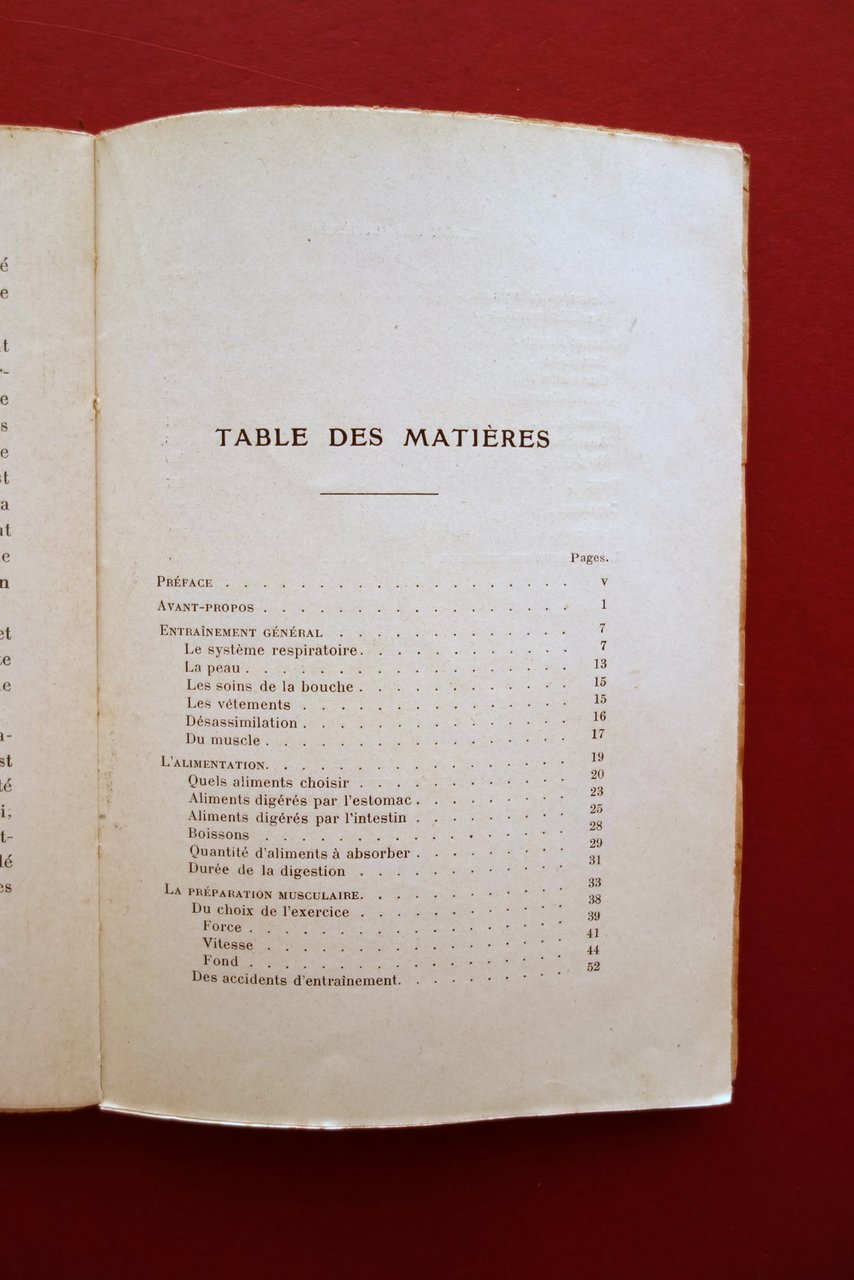 TABLE DES MATIÈRES
Pages.
PRÉFACE . . . . . . . . . . . . . . . . . . . v
AVANT-PROPOS . . . . . . . . . . . . . . . . . 1
ENTRAÎNEMENT GÉNÉRAL . . . . . . . . . . . . . 7
Le système respiratoire. . . . . . . . . . . . 7
La peau . . . . . . . . . . . . . . . . . . 13
Les soins de la bouche . . . . . . . . . . . . 15
Les vêtements . . . . . . . . . . . . . . . 15
Désassimilation . . . . . . . . . . . . . . . 16
Du muscle . . . . . . . . . . . . . . . . . 17
L'ALIMENTATION. . . . . . . . . . . . . . . . . 19
Quels aliments choisir . . . . . . . . . . . . 20
Aliments digérés par l'estomac . . . . . . . . . 23
Aliments digérés par l'intestin . . . . . . . . . 25
Boissons . . . . . . . . . . . . . . . . . 28
Quantité d'aliments à absorber . . . . . . . . . 29
Durée de la digestion . . . . . . . . . . . . 31
LA PRÉPARATION MUSCULAIRE. . . . . . . . . . . . 33
Du choix de l'exercice . . . . . . . . . . . . 38
Force . . . . . . . . . . . . . . . . . . 39
Vitesse . . . . . . . . . . . . . . . . . 41
Fond . . . . . . . . . . . . . . . . . . 44
Des accidents d'entraînement. . . . . . . . . . 52